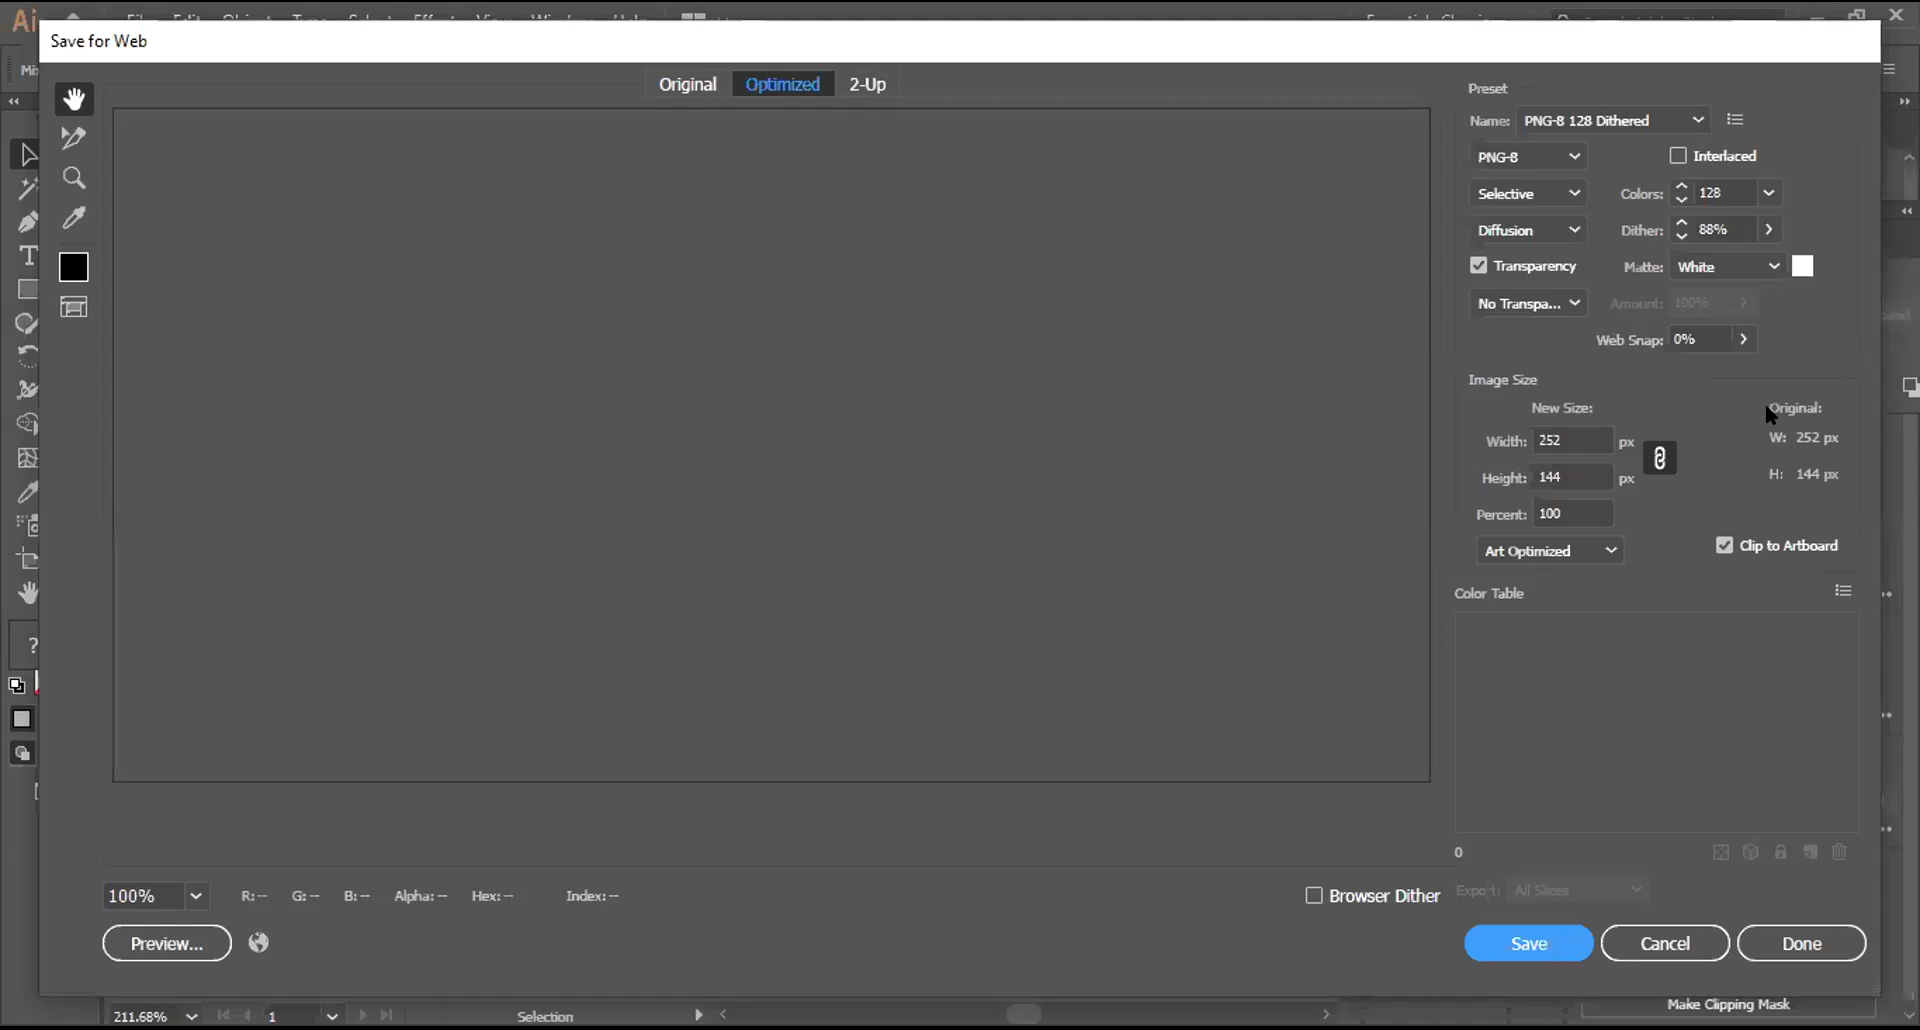 Ai
Save for Web
Original
Optimized
2-Up
Preset
Name:
PNG-8 128 Dithered
PNG-8
Interlaced
Selective
Colors:
128
Diffusion
Dither:
88%
Transparency
Matte:
White
No Transpa...
Amount:
100%
Web Snap:
0%
Image Size
New Size:
Original:
Width:
252
px
W: 252 px
Height:
144
px
H: 144 px
Percent:
100
Art Optimized
Clip to Artboard
Color Table
0
100%
R: --
G: --
B: --
Alpha: --
Hex: --
Index: --
Browser Dither
Export:
All Slices
Preview...
Save
Cancel
Done
211.68%
1
Selection
Make Clipping Mask